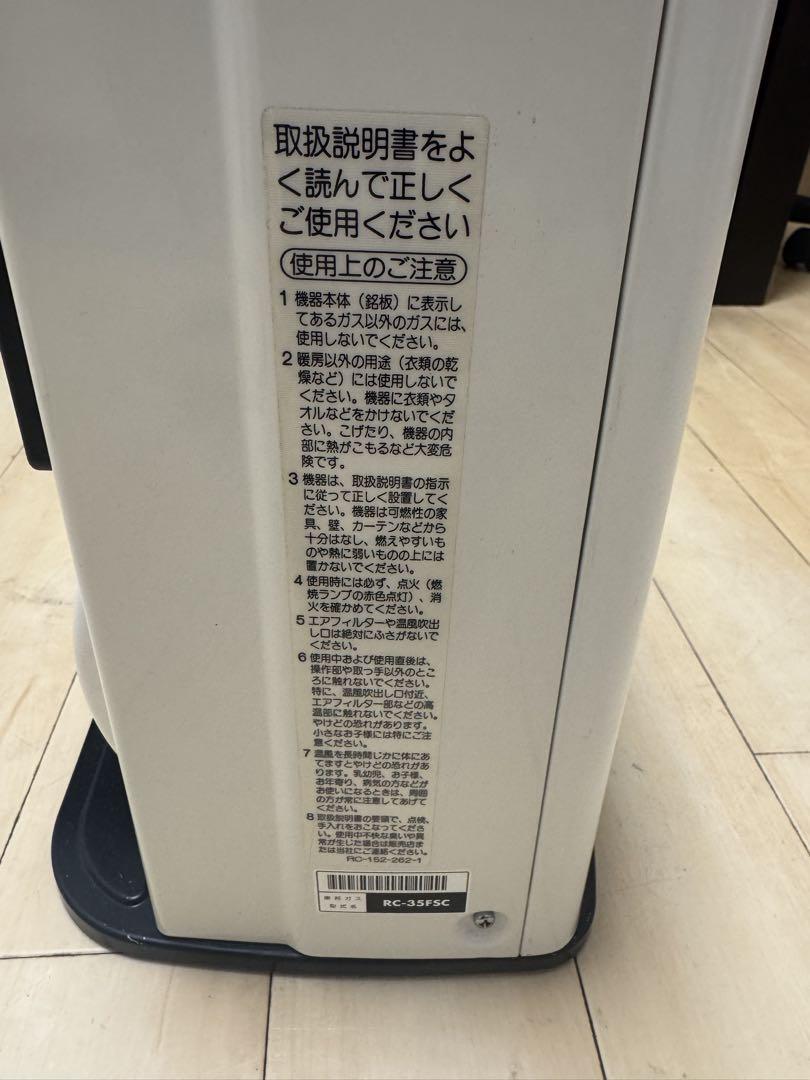 取扱説明書をよ
く読んで正しく
ご使用ください
使用上のご注意
1 機器本体（銘板）に表示し
てあるガス以外のガスには、
使用しないでください。
2 暖房以外の用途（衣類の乾
燥など）には使用しないで
ください。機器に衣類やタ
オルなどをかけないでくだ
さい。こげたり、機器の内
部に熱がこもるなど大変危
険です。
3 機器は、取扱説明書の指示
に従って正しく設置してく
ださい。機器は可燃性の家
具、壁、カーテンなどから
十分はなし、燃えやすいも
のや熱に弱いものの上には
置かないでください。
4 使用時には必ず、点火（燃
焼ランプの赤色点灯）、消
火を確かめてください。
5 エアフィルターや温風吹出
し口は絶対にふさがないで
ください。
6 使用中および使用直後は、
操作部や取っ手以外のとこ
ろに触れないでください。
特に、温風吹出し口付近、
エアフィルター部などの高
温部に触れないでください。
やけどの恐れがあります。
小さなお子様には特にご注
意ください。
7 温風を長時間じかに体にあ
てますとやけどの恐れがあ
ります。乳幼児、お子様、
お年寄り、病気の方などが
お使いになるときは、周囲
の方が常に注意してあげて
ください。
8 取扱説明書の要領で、点検、
手入れをおこなってくださ
い。使用中不快な臭いや異
常が生じた場合は販売店ま
たは当社にご連絡ください。
RC-152-262-1
東邦ガス
型式名
RC-35FSC